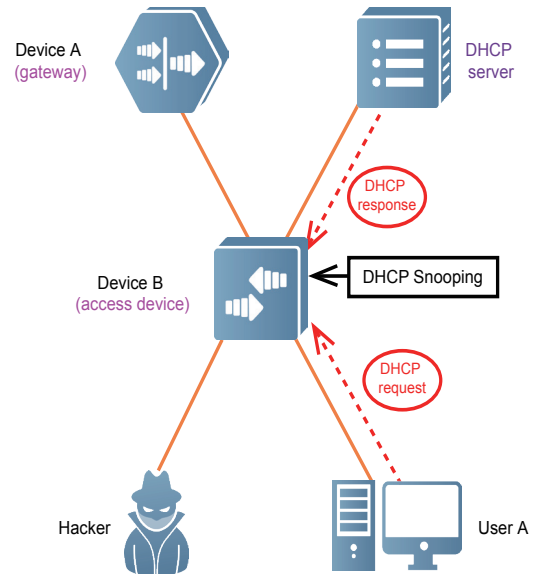 Device A
(gateway)
DHCP
server
DHCP
response
Device B
(access device)
DHCP Snooping
DHCP
request
Hacker
User A